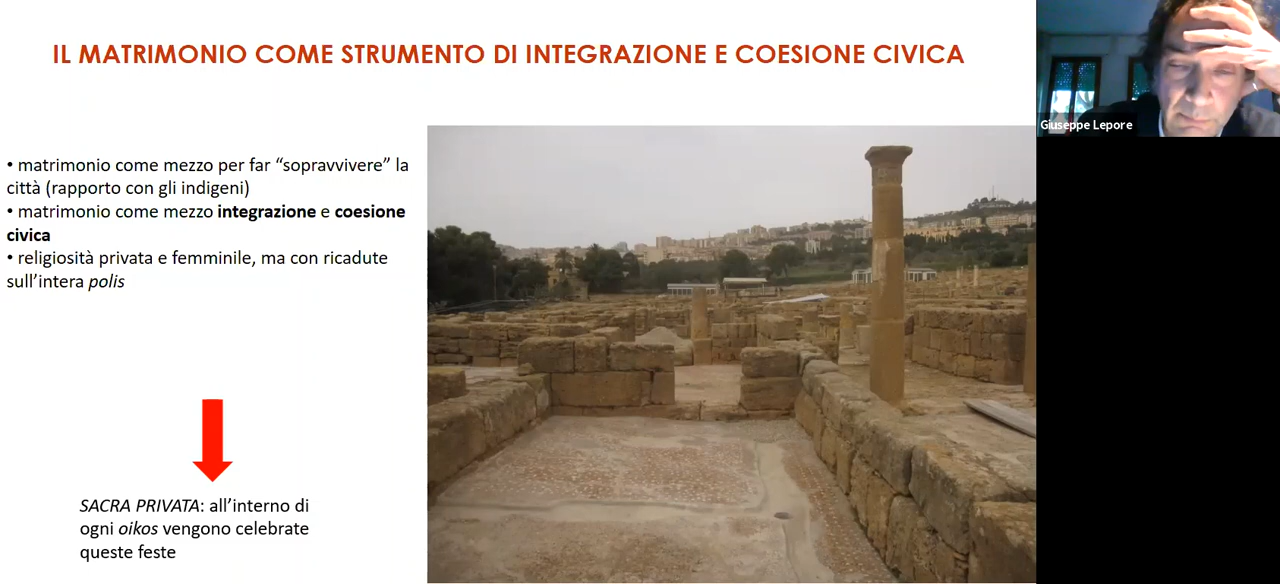 IL MATRIMONIO COME STRUMENTO DI INTEGRAZIONE E COESIONE CIVICA
Giuseppe Lepore
• matrimonio come mezzo per far “sopravvivere” la
città (rapporto con gli indigeni)
• matrimonio come mezzo integrazione e coesione
civica
• religiosità privata e femminile, ma con ricadute
sull’intera polis
SACRA PRIVATA: all’interno di
ogni oikos vengono celebrate
queste feste